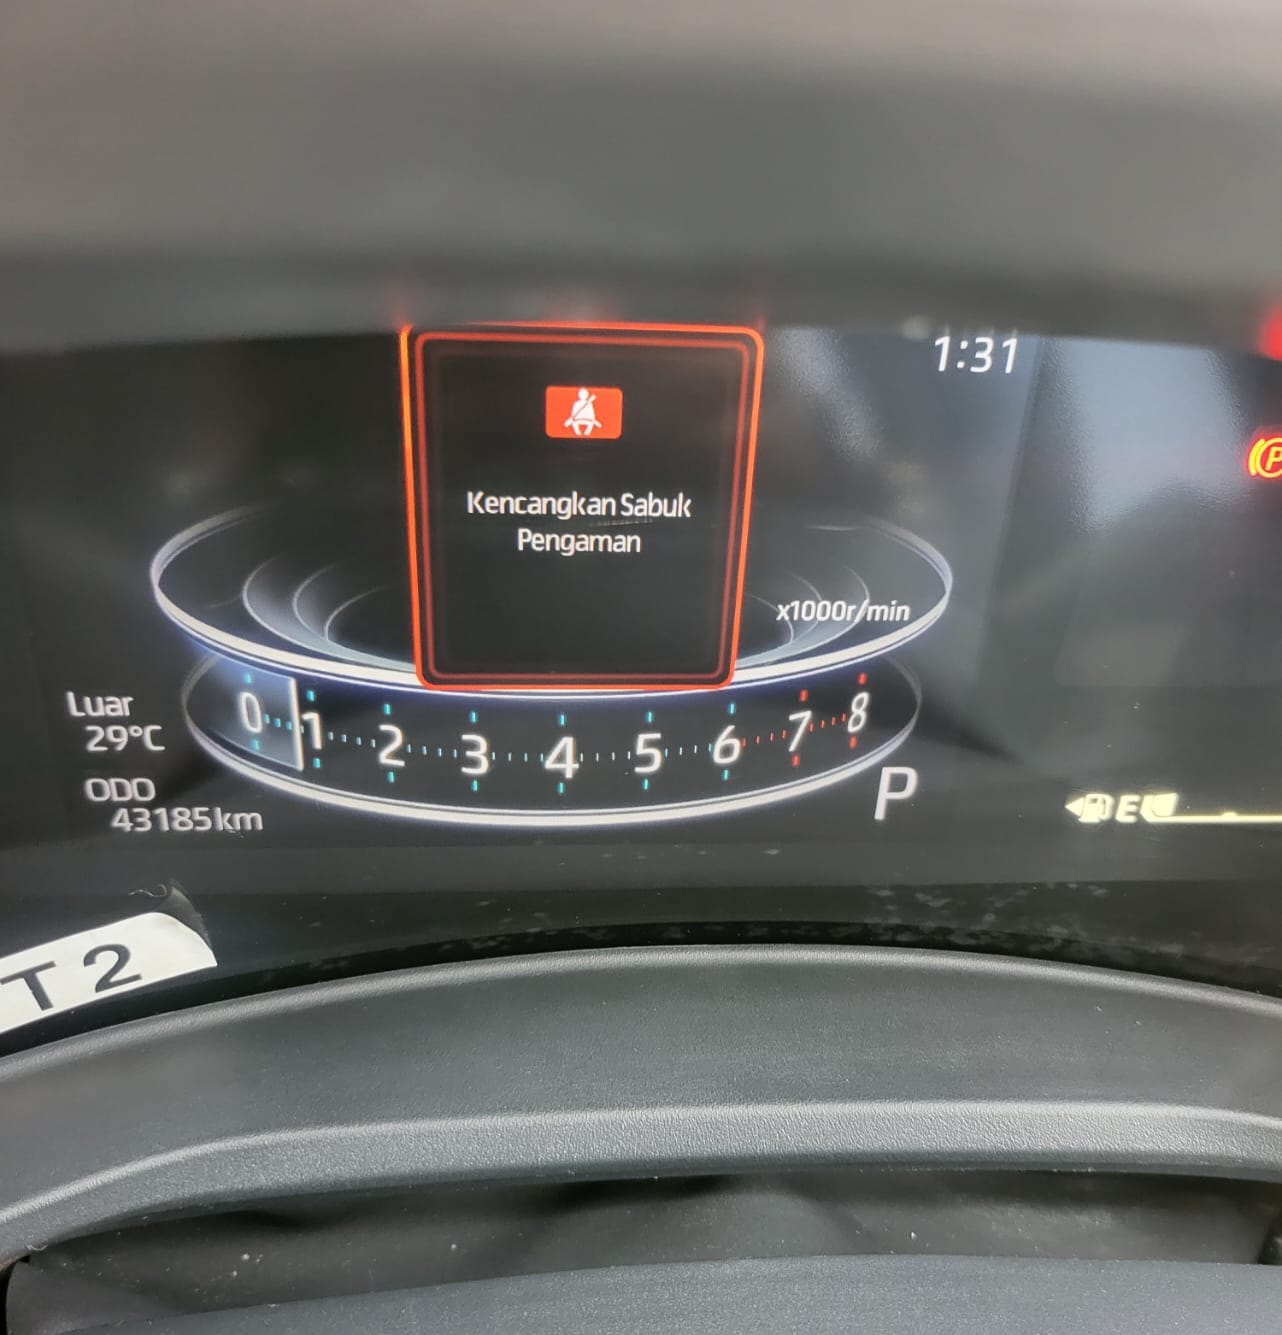 1:31
Kencangkan Sabuk
Pengaman
x1000r/min
0 1 2 3 4 5 6 7 8
Luar
29°C
ODO
43185km
P
E
P
T 2